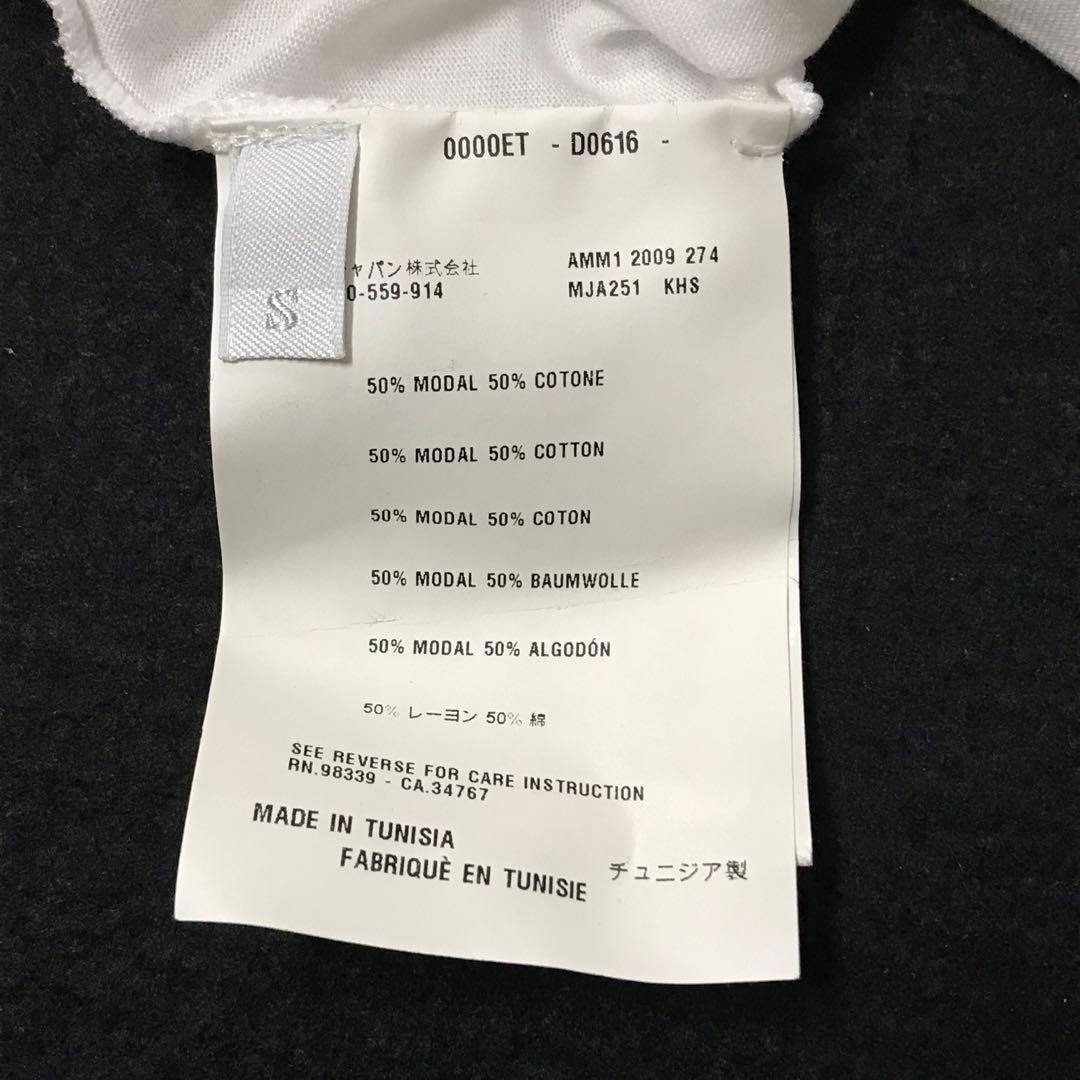 0000ET - D0616 -
S
ャパン株式会社
0-559-914
AMM1 2009 274
MJA251 KHS
50% MODAL 50% COTONE
50% MODAL 50% COTTON
50% MODAL 50% COTON
50% MODAL 50% BAUMWOLLE
50% MODAL 50% ALGODÓN
50% レーヨン 50% 綿
SEE REVERSE FOR CARE INSTRUCTION
RN.98339 - CA.34767
MADE IN TUNISIA
FABRIQUÈ EN TUNISIE
チュニジア製